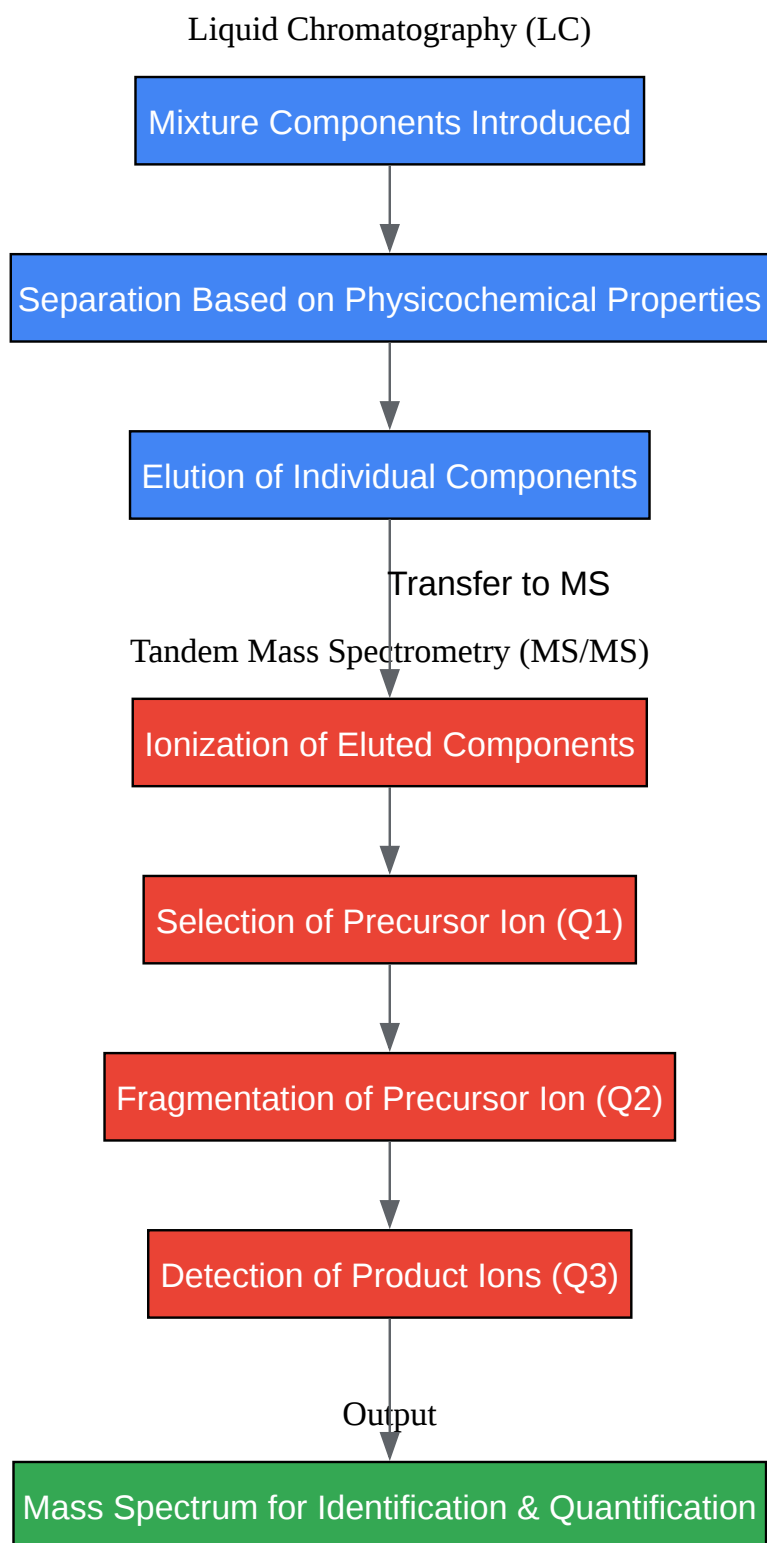 Liquid Chromatography (LC)
Mixture Components Introduced
Separation Based on Physicochemical Properties
Elution of Individual Components
Transfer to MS
Tandem Mass Spectrometry (MS/MS)
Ionization of Eluted Components
Selection of Precursor Ion (Q1)
Fragmentation of Precursor Ion (Q2)
Detection of Product Ions (Q3)
Output
Mass Spectrum for Identification & Quantification